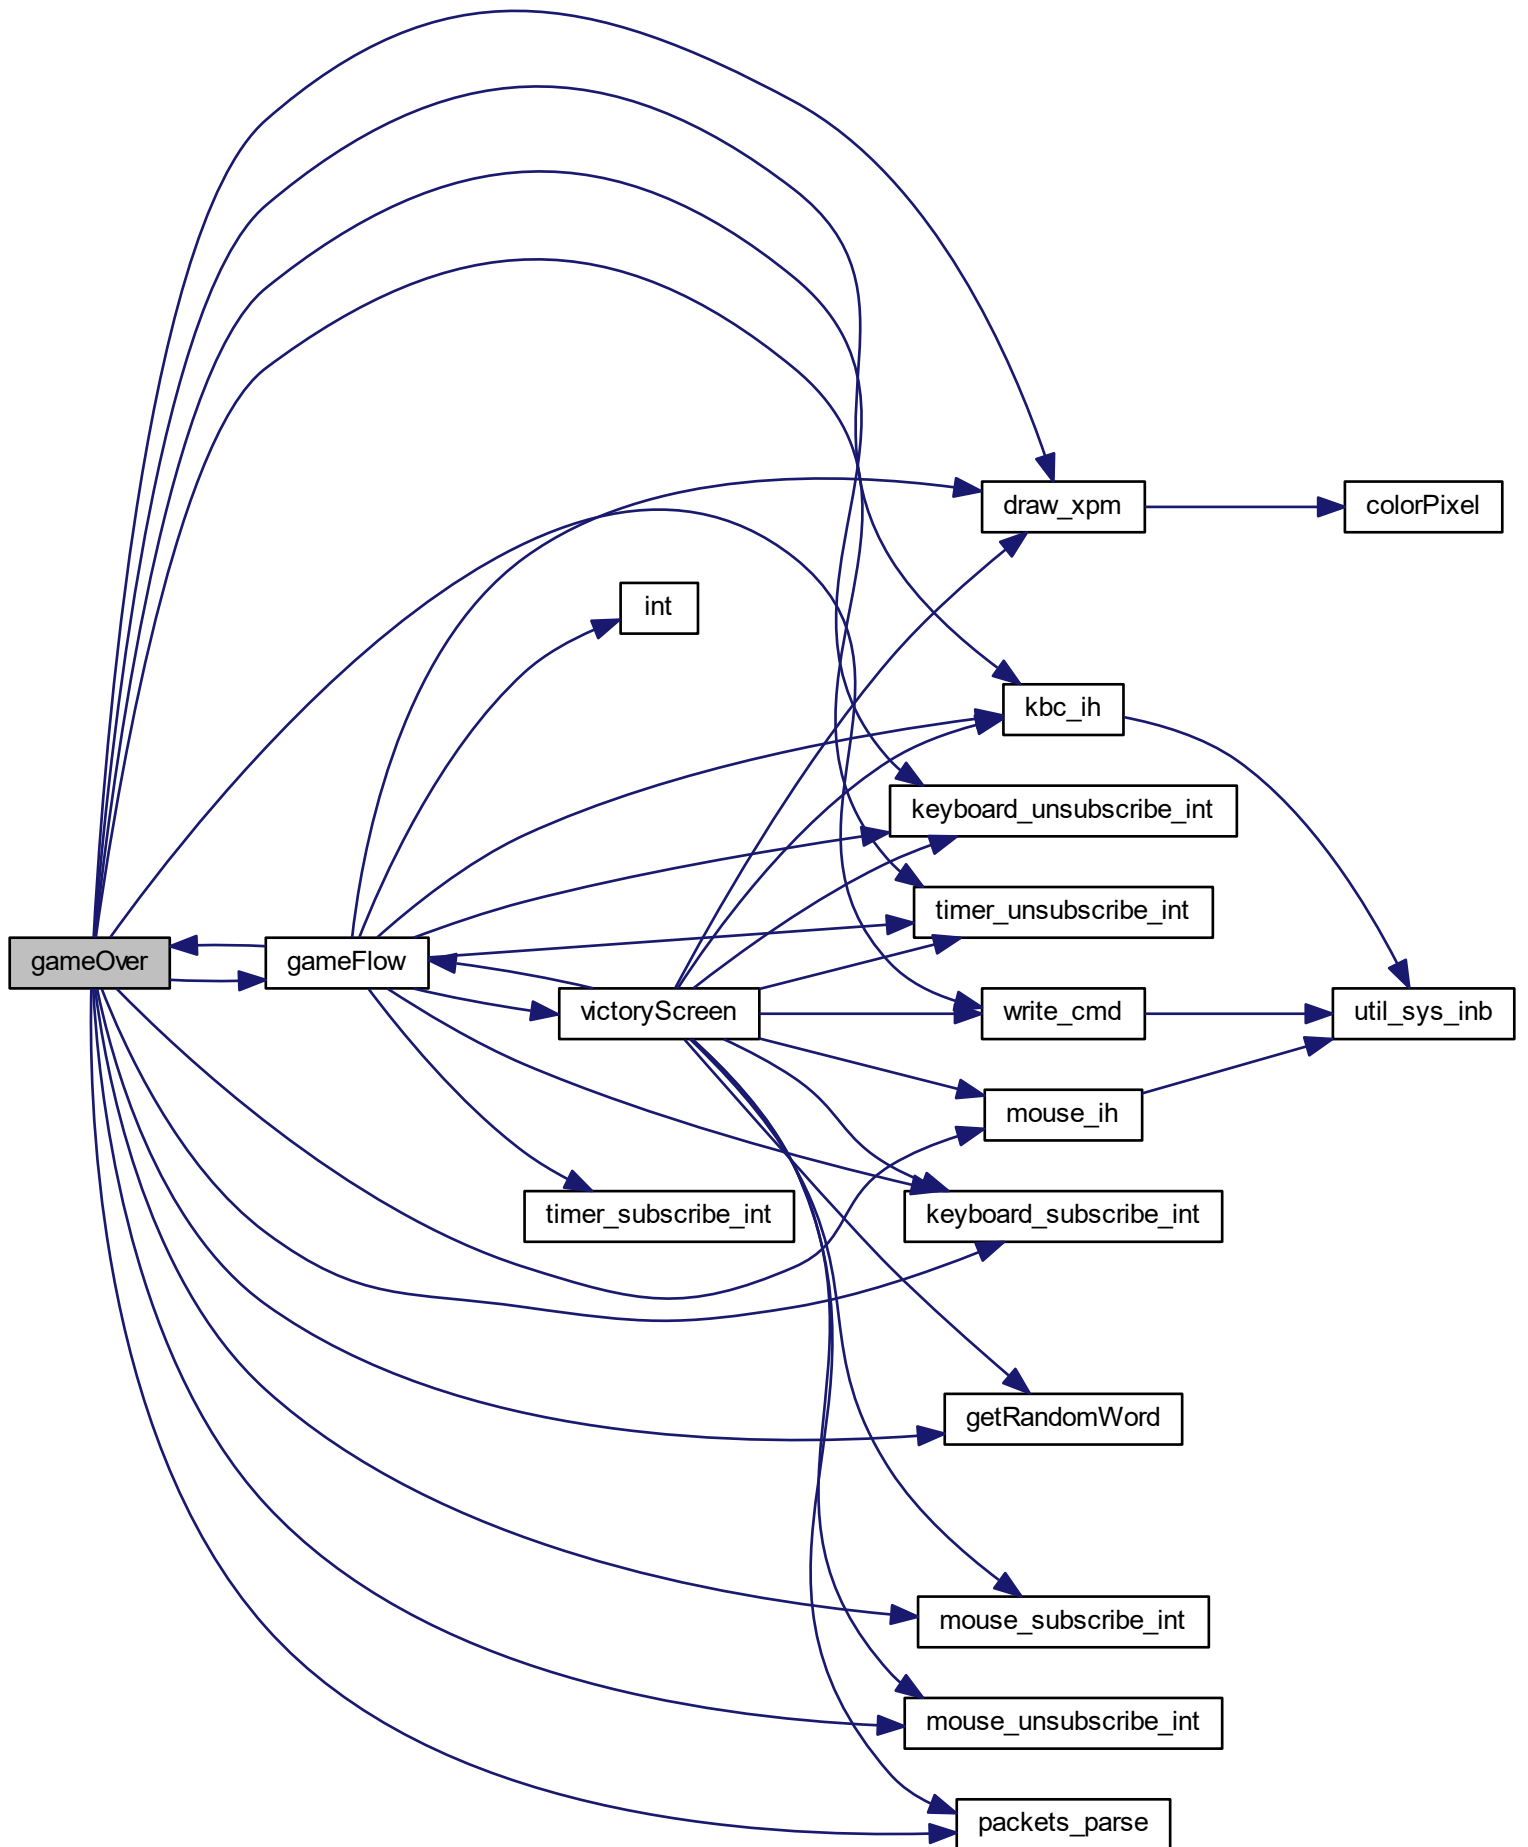 draw_xpm
colorPixel
int
kbc_ih
keyboard_unsubscribe_int
timer_unsubscribe_int
gameOver
gameFlow
victoryScreen
write_cmd
util_sys_inb
mouse_ih
timer_subscribe_int
keyboard_subscribe_int
getRandomWord
mouse_subscribe_int
mouse_unsubscribe_int
packets_parse